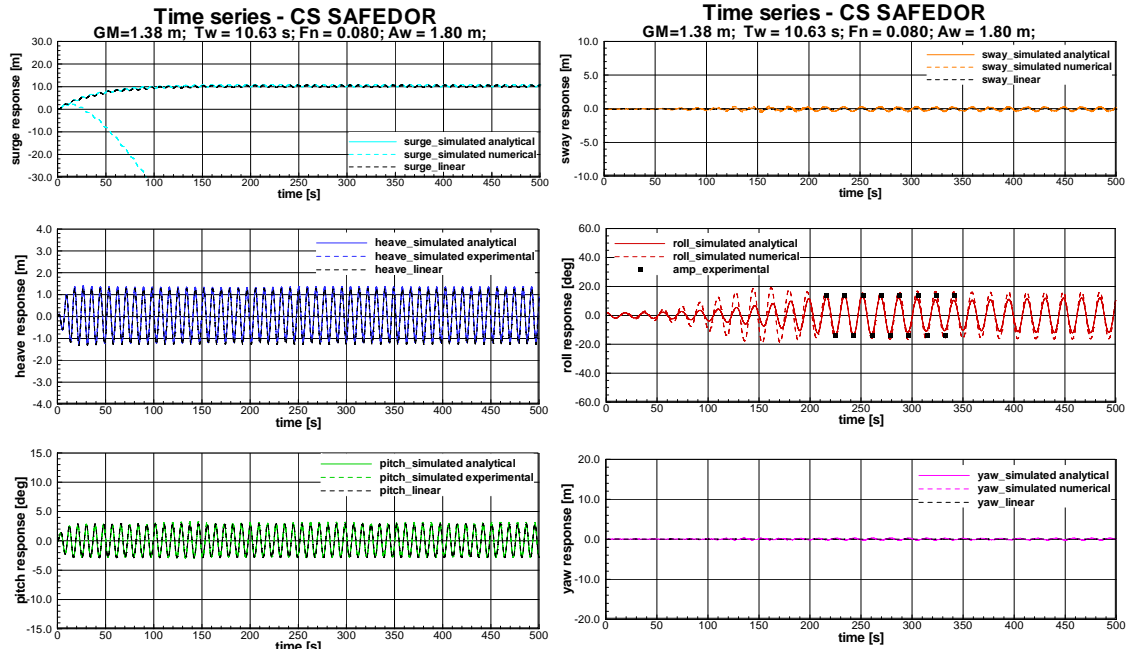 Time series - CS SAFEDOR
GM=1.38 m; Tw = 10.63 s; Fn = 0.080; Aw = 1.80 m;
surge response [m]
30.0
20.0
10.0
0.0
-10.0
-20.0
-30.0
surge_simulated analytical
surge_simulated numerical
surge_linear
0 50 100 150 200 250 300 350 400 450 500
time [s]
Time series - CS SAFEDOR
GM=1.38 m; Tw = 10.63 s; Fn = 0.080; Aw = 1.80 m;
sway response [m]
10.0
5.0
0.0
-5.0
-10.0
sway_simulated analytical
sway_simulated numerical
sway_linear
0 50 100 150 200 250 300 350 400 450 500
time [s]
heave response [m]
4.0
3.0
2.0
1.0
0.0
-1.0
-2.0
-3.0
-4.0
heave_simulated analytical
heave_simulated experimental
heave_linear
0 50 100 150 200 250 300 350 400 450 500
time [s]
roll response [deg]
60.0
40.0
20.0
0.0
-20.0
-40.0
-60.0
roll_simulated analytical
roll_simulated numerical
amp_experimental
0 50 100 150 200 250 300 350 400 450 500
time [s]
pitch response [deg]
15.0
10.0
5.0
0.0
-5.0
-10.0
-15.0
pitch_simulated analytical
pitch_simulated experimental
pitch_linear
0 50 100 150 200 250 300 350 400 450 500
time [s]
yaw response [m]
20.0
10.0
0.0
-10.0
-20.0
yaw_simulated analytical
yaw_simulated numerical
yaw_linear
0 50 100 150 200 250 300 350 400 450 500
time [s]